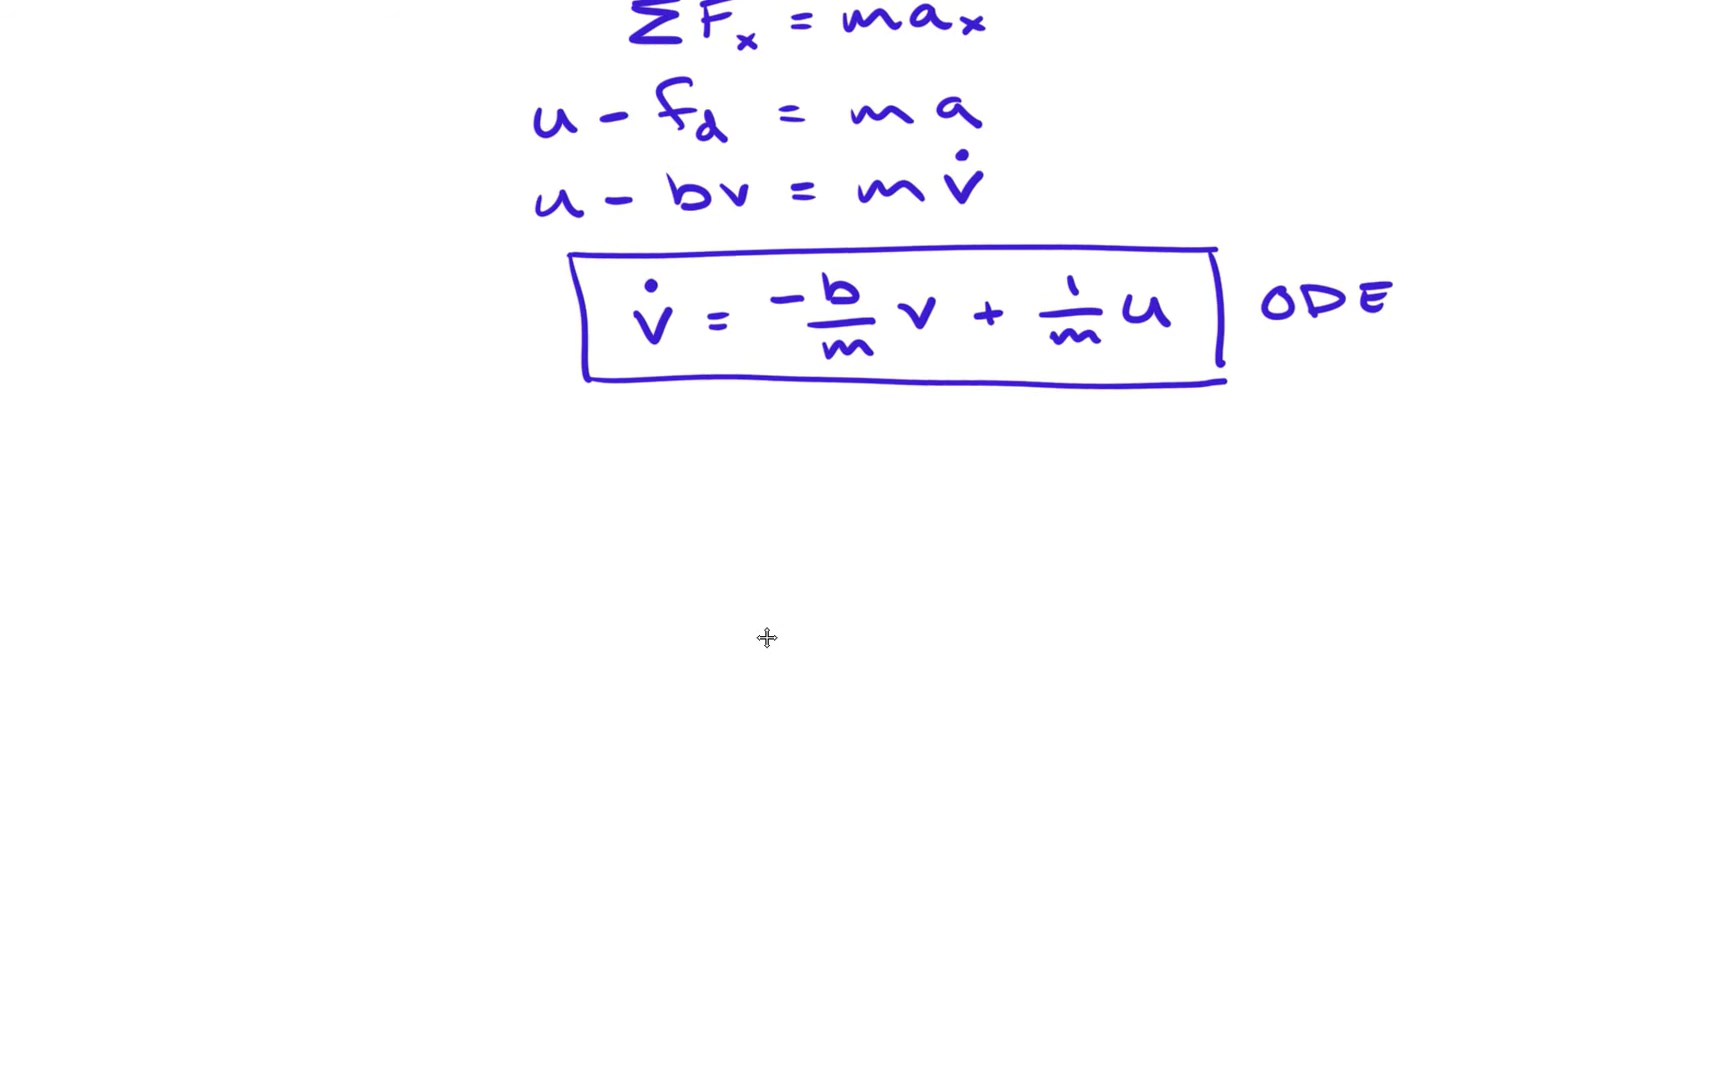 ΣFₓ = maₓ
u - f_d = ma
u - bv = mv̇
v̇ = -b/m v + 1/m u ODE